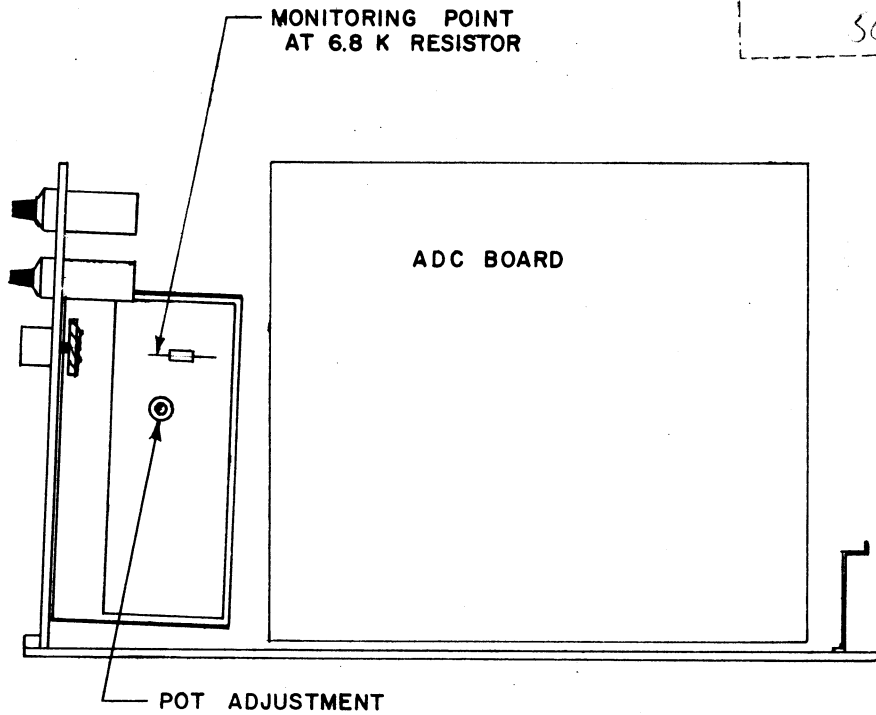 MONITORING POINT
AT 6.8 K RESISTOR
ADC BOARD
POT ADJUSTMENT